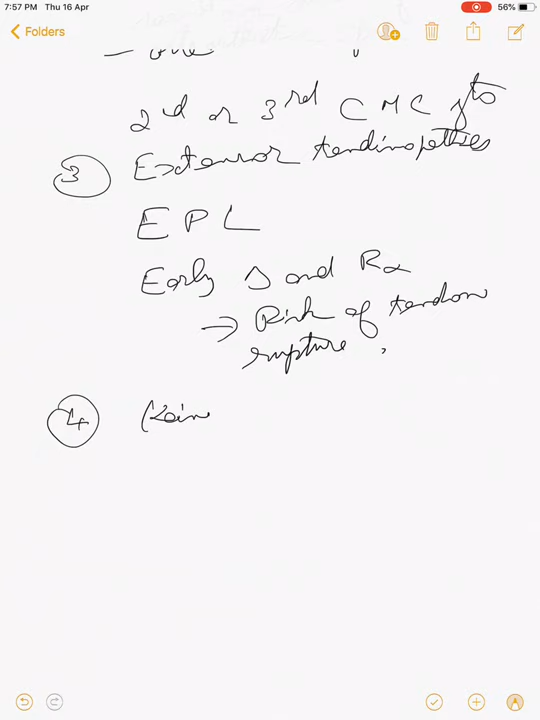 7:57 PM Thu 16 Apr 56%
Folders
2nd or 3rd CMC
③ Extensor tendinopathies
EPL
Early Δ and Rx
→ Risk of tendon
rupture
④ Kein